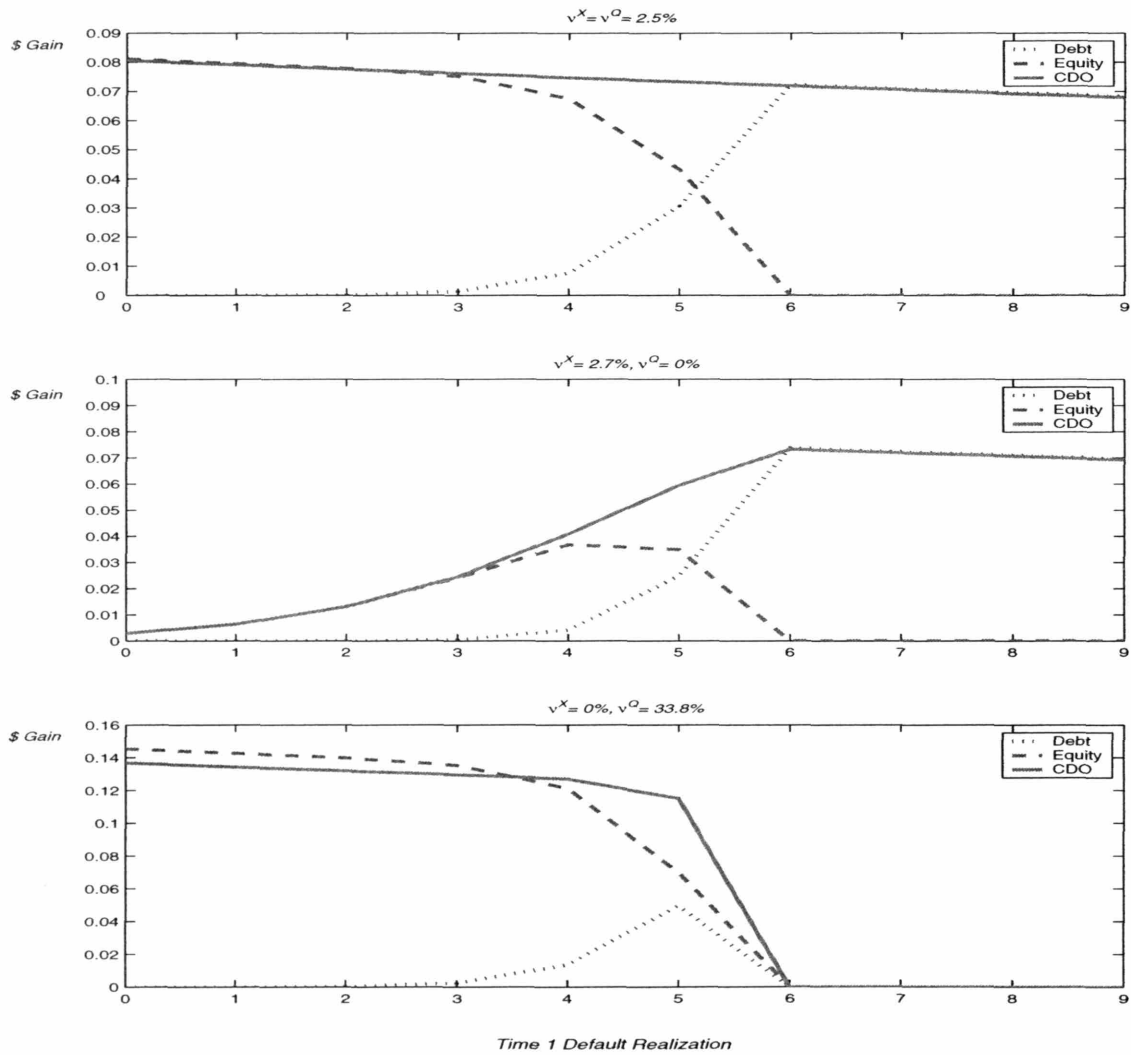 ν^X = ν^Q = 2.5%
$ Gain
0.09
0.08
0.07
0.06
0.05
0.04
0.03
0.02
0.01
0
0 1 2 3 4 5 6 7 8 9
Debt
Equity
CDO
ν^X = 2.7%, ν^Q = 0%
$ Gain
0.1
0.09
0.08
0.07
0.06
0.05
0.04
0.03
0.02
0.01
0
0 1 2 3 4 5 6 7 8 9
Debt
Equity
CDO
ν^X = 0%, ν^Q = 33.8%
$ Gain
0.16
0.14
0.12
0.1
0.08
0.06
0.04
0.02
0
0 1 2 3 4 5 6 7 8 9
Debt
Equity
CDO
Time 1 Default Realization